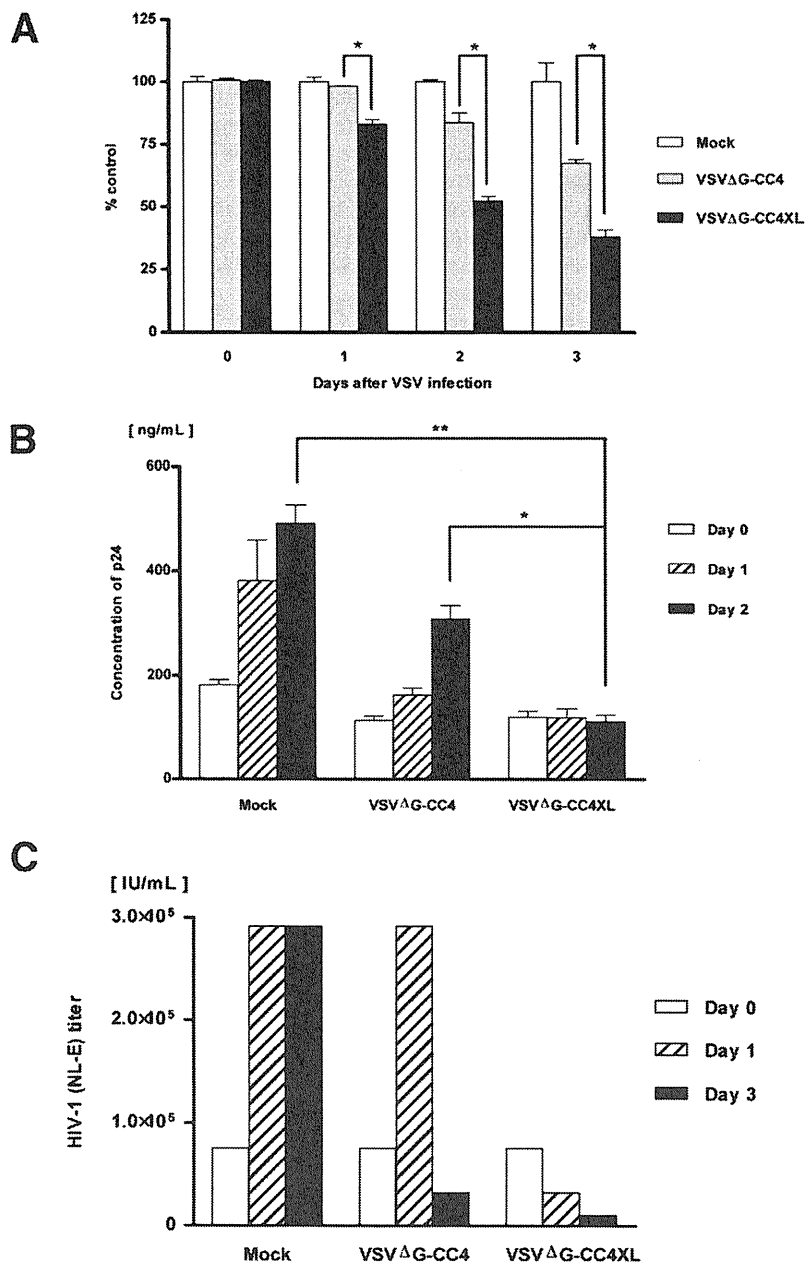 A
125
100
75
50
25
0
% control
* * *
0 1 2 3
Days after VSV infection
Mock
VSVΔG-CC4
VSVΔG-CC4XL
B
[ ng/mL ]
600
400
200
0
Concentration of p24
**
*
Mock VSVΔG-CC4 VSVΔG-CC4XL
Day 0
Day 1
Day 2
C
[ IU/mL ]
3.0×10⁵
2.0×10⁵
1.0×10⁵
0
HIV-1 (NL-E) titer
Mock VSVΔG-CC4 VSVΔG-CC4XL
Day 0
Day 1
Day 3